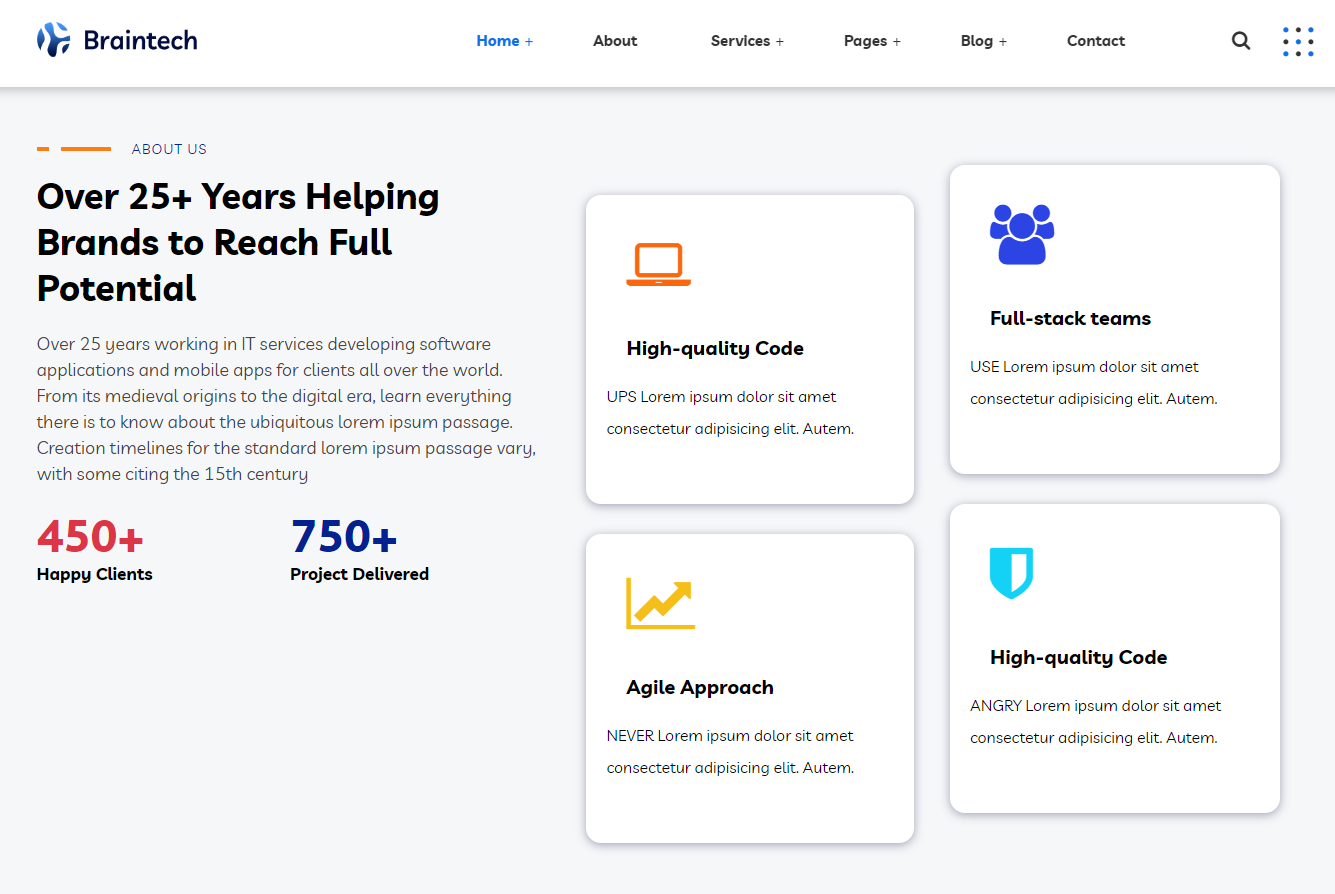 Braintech
Home +
About
Services +
Pages +
Blog +
Contact
ABOUT US
Over 25+ Years Helping
Brands to Reach Full
Potential
Over 25 years working in IT services developing software
applications and mobile apps for clients all over the world.
From its medieval origins to the digital era, learn everything
there is to know about the ubiquitous lorem ipsum passage.
Creation timelines for the standard lorem ipsum passage vary,
with some citing the 15th century
450+
Happy Clients
750+
Project Delivered
High-quality Code
UPS Lorem ipsum dolor sit amet
consectetur adipisicing elit. Autem.
Agile Approach
NEVER Lorem ipsum dolor sit amet
consectetur adipisicing elit. Autem.
Full-stack teams
USE Lorem ipsum dolor sit amet
consectetur adipisicing elit. Autem.
High-quality Code
ANGRY Lorem ipsum dolor sit amet
consectetur adipisicing elit. Autem.